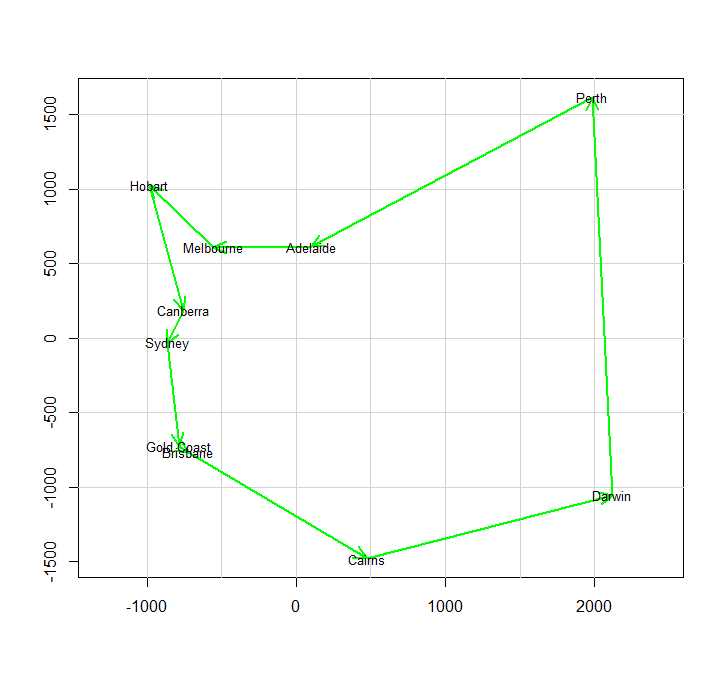 1500
1000
500
0
-500
-1000
-1500
Perth
Hobart
Melbourne
Adelaide
Canberra
Sydney
Gold Coast
Brisbane
Darwin
Cairns
-1000
0
1000
2000